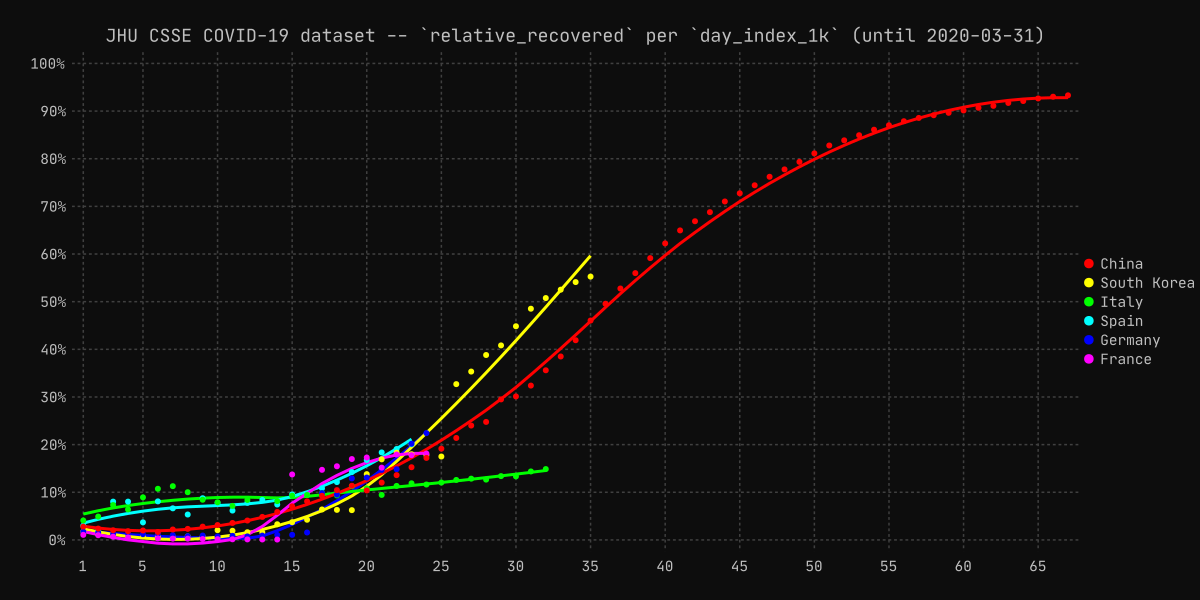 JHU CSSE COVID-19 dataset -- `relative_recovered` per `day_index_1k` (until 2020-03-31)
100%
90%
80%
70%
60%
50%
40%
30%
20%
10%
0%
1 5 10 15 20 25 30 35 40 45 50 55 60 65
China
South Korea
Italy
Spain
Germany
France